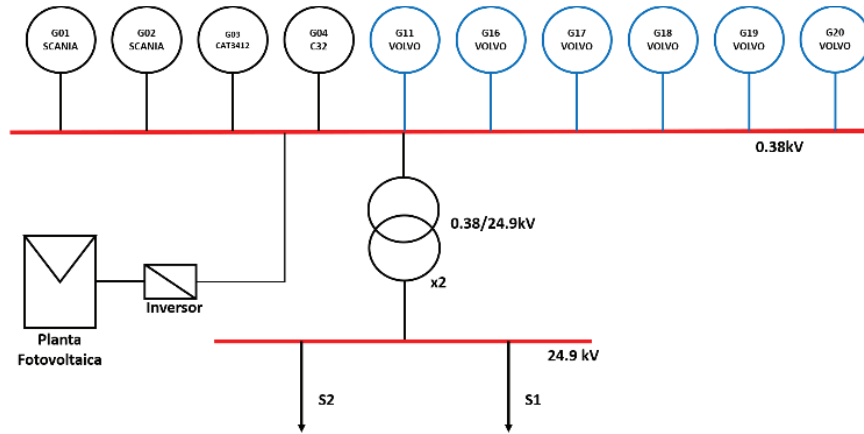 G01
SCANIA
G02
SCANIA
G03
CAT3412
G04
C32
G11
VOLVO
G16
VOLVO
G17
VOLVO
G18
VOLVO
G19
VOLVO
G20
VOLVO
0.38kV
0.38/24.9kV
x2
Inversor
Planta
Fotovoltaica
24.9 kV
S2
S1